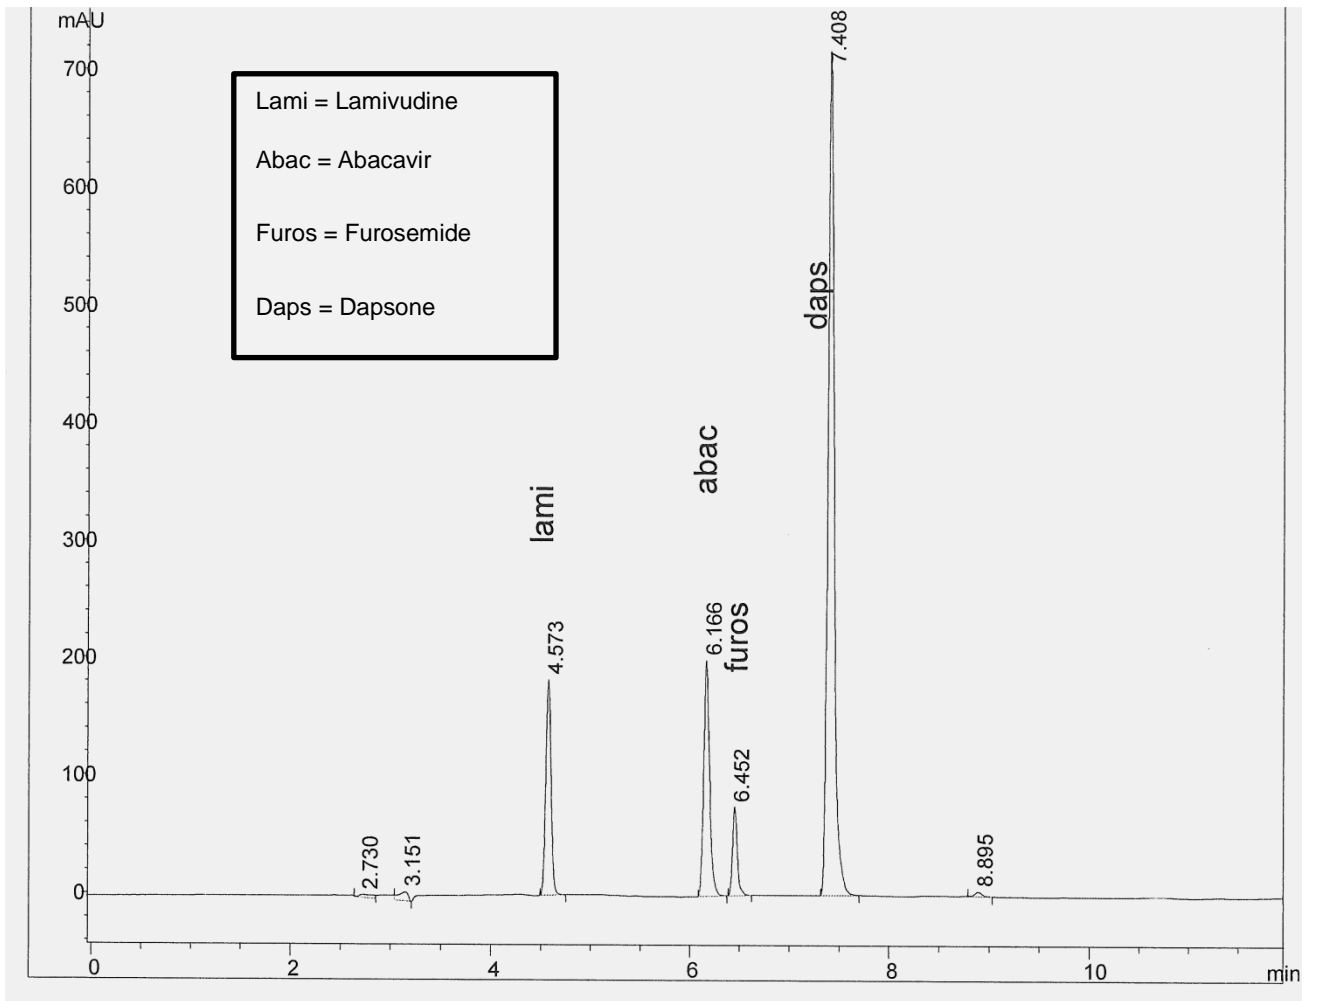 mAU
700
600
500
400
300
200
100
0
Lami = Lamivudine
Abac = Abacavir
Furos = Furosemide
Daps = Dapsone
2.730
3.151
lami
4.573
abac
6.166
furos
6.452
daps
7.408
8.895
0
2
4
6
8
10
min